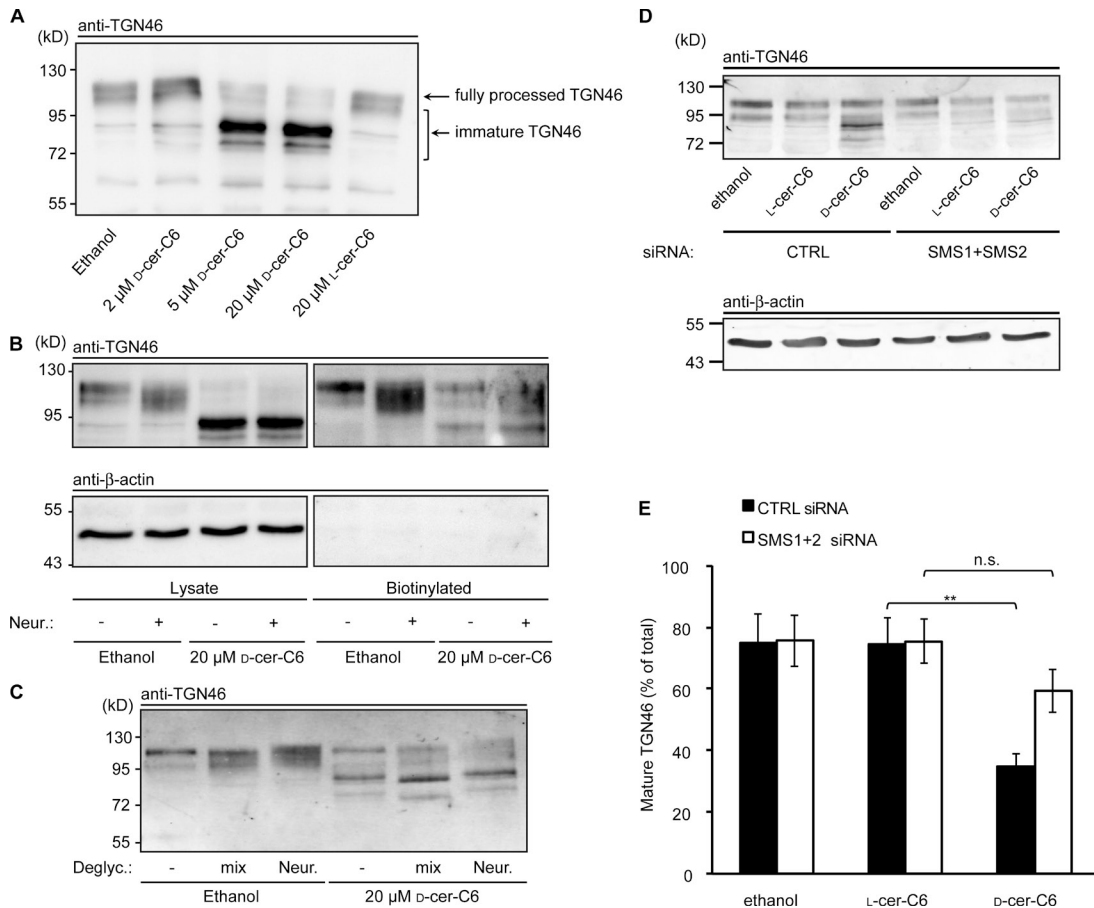 A
anti-TGN46
(kD)
130
95
72
55
fully processed TGN46
immature TGN46
Ethanol
2 µM D-cer-C6
5 µM D-cer-C6
20 µM D-cer-C6
20 µM L-cer-C6
B
(kD)
anti-TGN46
130
95
anti-β-actin
55
43
Lysate
Biotinylated
Neur.: - + - + - + - +
Ethanol 20 µM D-cer-C6 Ethanol 20 µM D-cer-C6
C
anti-TGN46
(kD)
130
95
72
55
Deglyc.: - mix Neur. - mix Neur.
Ethanol 20 µM D-cer-C6
D
(kD)
anti-TGN46
130
95
72
ethanol
L-cer-C6
D-cer-C6
ethanol
L-cer-C6
D-cer-C6
siRNA: CTRL SMS1+SMS2
anti-β-actin
55
43
E
CTRL siRNA
SMS1+2 siRNA
n.s.
**
Mature TGN46 (% of total)
100
80
60
40
20
0
ethanol L-cer-C6 D-cer-C6